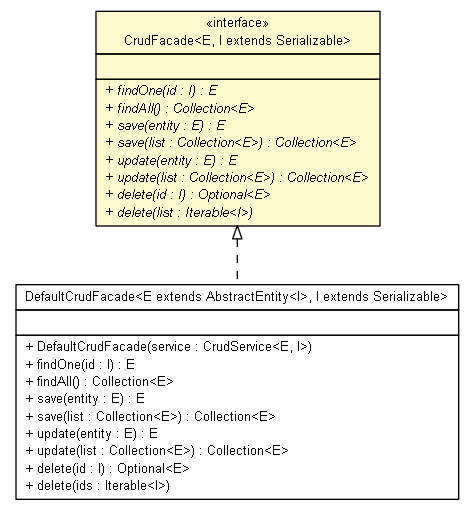 «interface»
CrudFacade<E, I extends Serializable>
+ findOne(id : I) : E
+ findAll() : Collection<E>
+ save(entity : E) : E
+ save(list : Collection<E>) : Collection<E>
+ update(entity : E) : E
+ update(list : Collection<E>) : Collection<E>
+ delete(id : I) : Optional<E>
+ delete(list : Iterable<I>)
DefaultCrudFacade<E extends AbstractEntity<I>, I extends Serializable>
+ DefaultCrudFacade(service : CrudService<E, I>)
+ findOne(id : I) : E
+ findAll() : Collection<E>
+ save(entity : E) : E
+ save(list : Collection<E>) : Collection<E>
+ update(entity : E) : E
+ update(list : Collection<E>) : Collection<E>
+ delete(id : I) : Optional<E>
+ delete(ids : Iterable<I>)